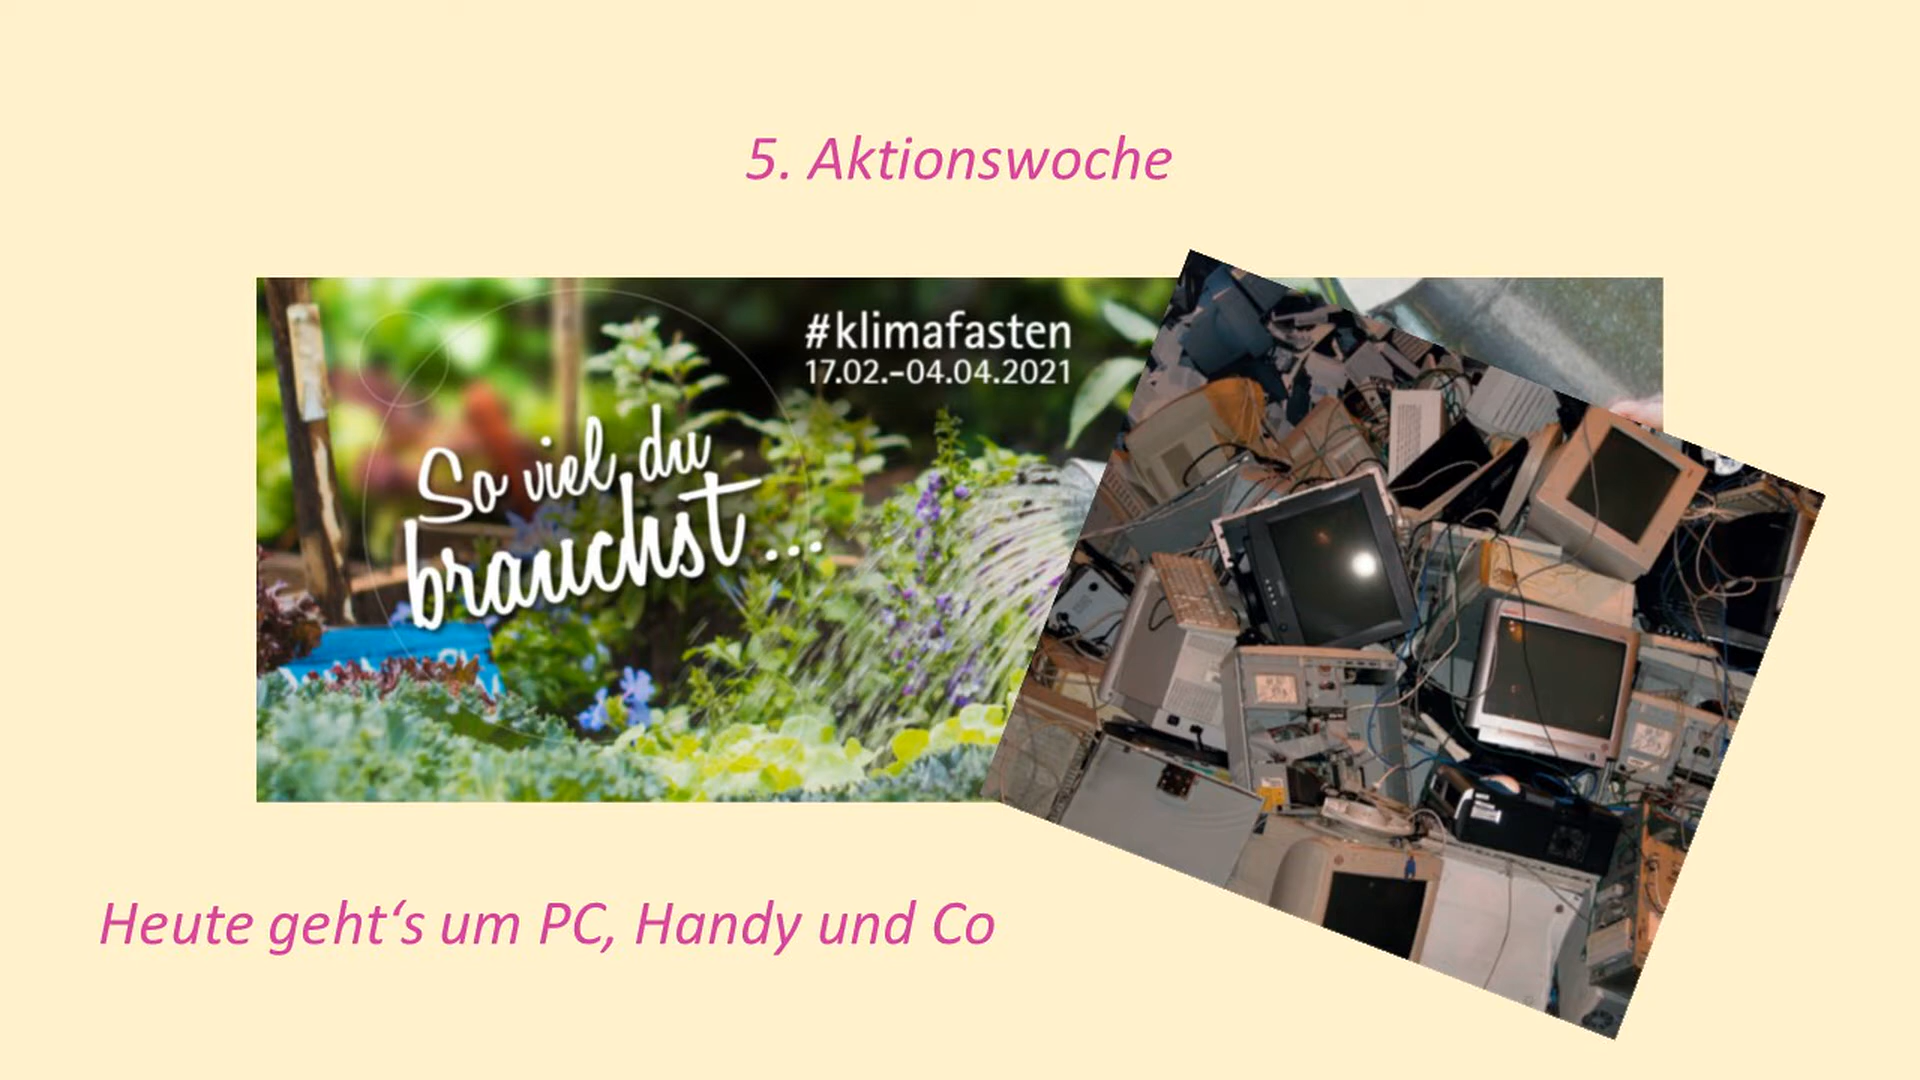 5. Aktionswoche
#klimafasten
17.02.–04.04.2021
So viel du
brauchst ...
Heute geht‘s um PC, Handy und Co